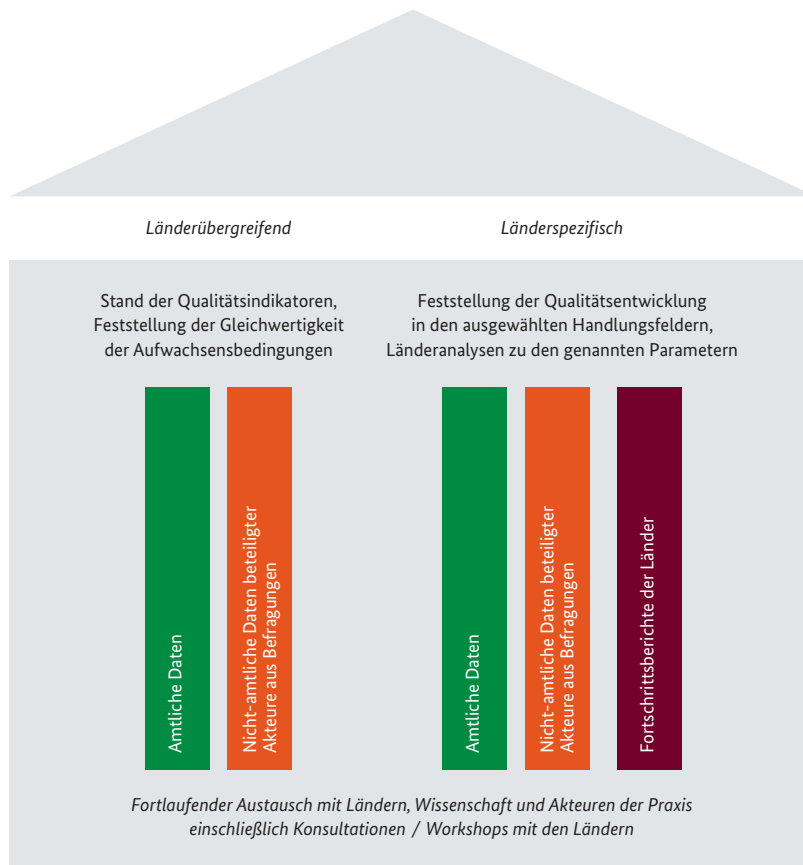 Länderübergreifend
Länderspezifisch
Stand der Qualitätsindikatoren,
Feststellung der Gleichwertigkeit
der Aufwachsensbedingungen
Feststellung der Qualitätsentwicklung
in den ausgewählten Handlungsfeldern,
Länderanalysen zu den genannten Parametern
Amtliche Daten
Nicht-amtliche Daten beteiligter
Akteure aus Befragungen
Amtliche Daten
Nicht-amtliche Daten beteiligter
Akteure aus Befragungen
Fortschrittsberichte der Länder
Fortlaufender Austausch mit Ländern, Wissenschaft und Akteuren der Praxis
einschließlich Konsultationen / Workshops mit den Ländern